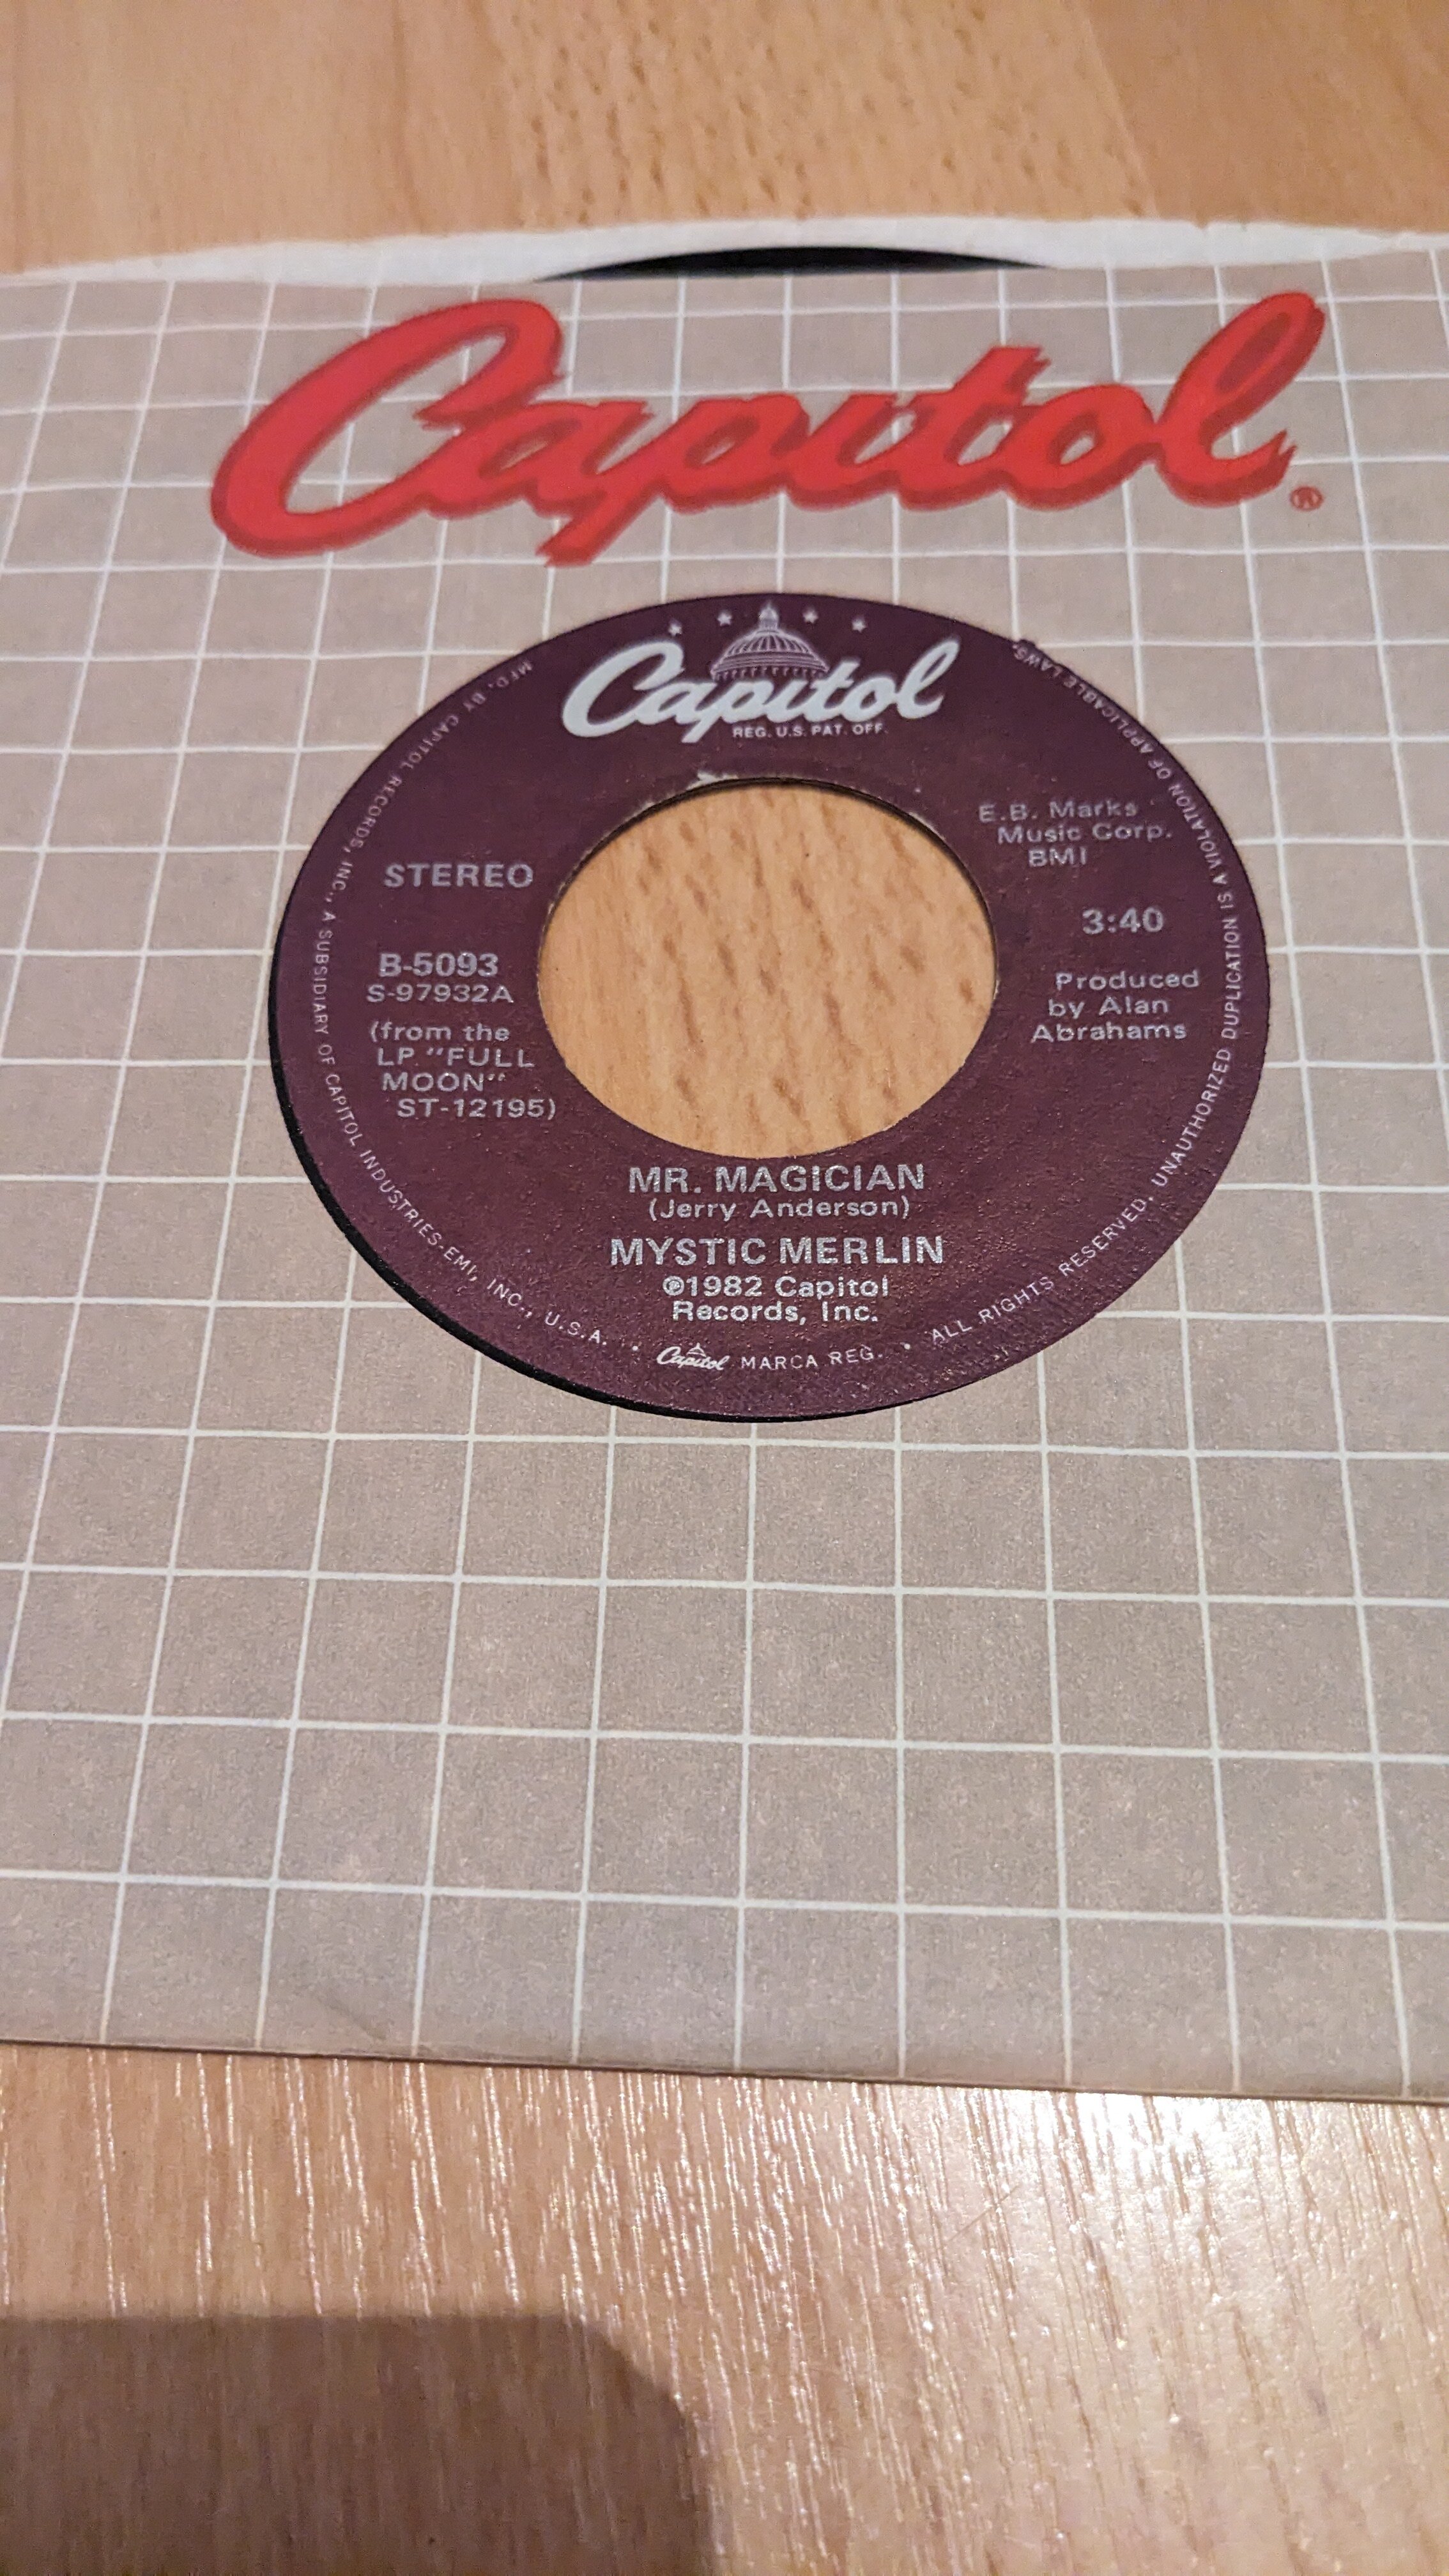 Capitol®
Capitol
REG. U.S. PAT. OFF.
E.B. Marks
Music Corp.
BMI
STEREO
3:40
B-5093
S-97932A
Produced
by Alan
Abrahams
(from the
LP "FULL
MOON"
ST-12195)
MR. MAGICIAN
(Jerry Anderson)
MYSTIC MERLIN
℗1982 Capitol
Records, Inc.
MFD. BY CAPITOL RECORDS, INC., A SUBSIDIARY OF CAPITOL INDUSTRIES-EMI, INC., U.S.A. • Capitol MARCA REG. • ALL RIGHTS RESERVED. UNAUTHORIZED DUPLICATION IS A VIOLATION OF APPLICABLE LAWS.